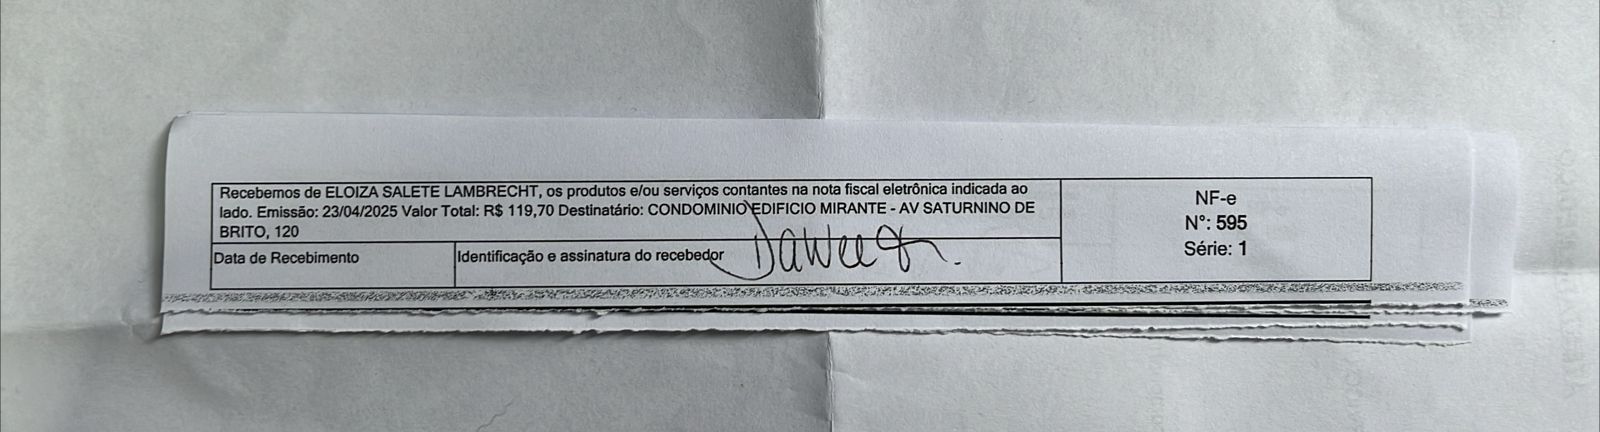 Recebemos de ELOIZA SALETE LAMBRECHT, os produtos e/ou serviços contantes na nota fiscal eletrônica indicada ao
lado. Emissão: 23/04/2025 Valor Total: R$ 119,70 Destinatário: CONDOMINIO EDIFICIO MIRANTE - AV SATURNINO DE
BRITO, 120
Data de Recebimento
Identificação e assinatura do recebedor
NF-e
N°: 595
Série: 1